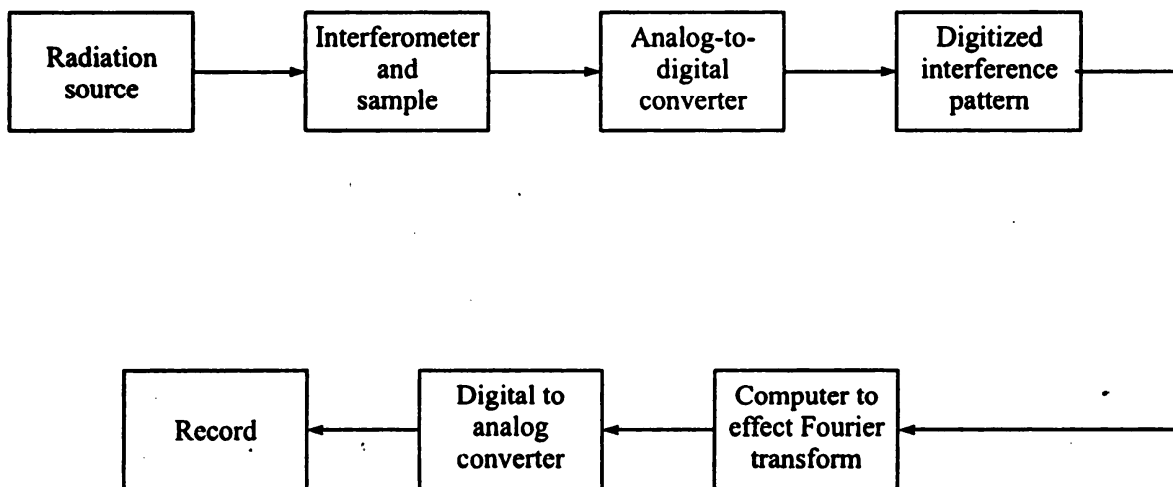 Radiation
source
Interferometer
and
sample
Analog-to-
digital
converter
Digitized
interference
pattern
Record
Digital to
analog
converter
Computer to
effect Fourier
transform